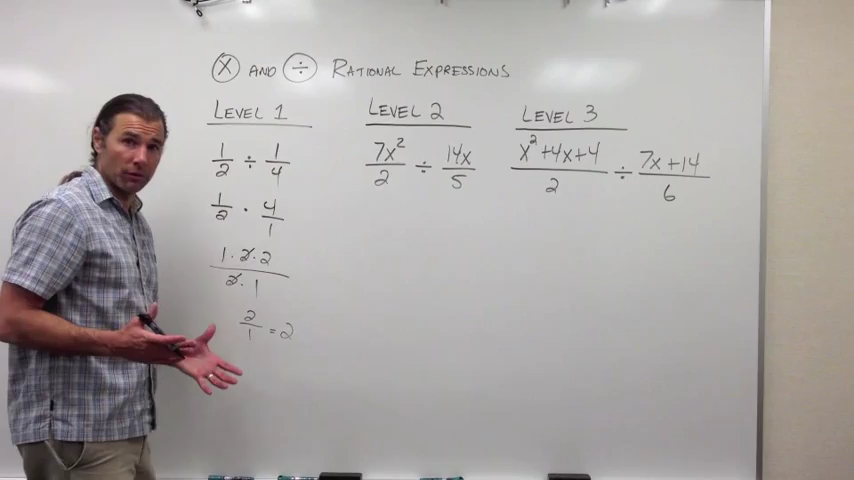 X AND ÷ RATIONAL EXPRESSIONS
LEVEL 1
1/2 ÷ 1/4
1/2 · 4/1
1·2·2
2·1
2/1 = 2
LEVEL 2
7x²/2 ÷ 14x/5
LEVEL 3
x²+4x+4/2 ÷ 7x+14/6